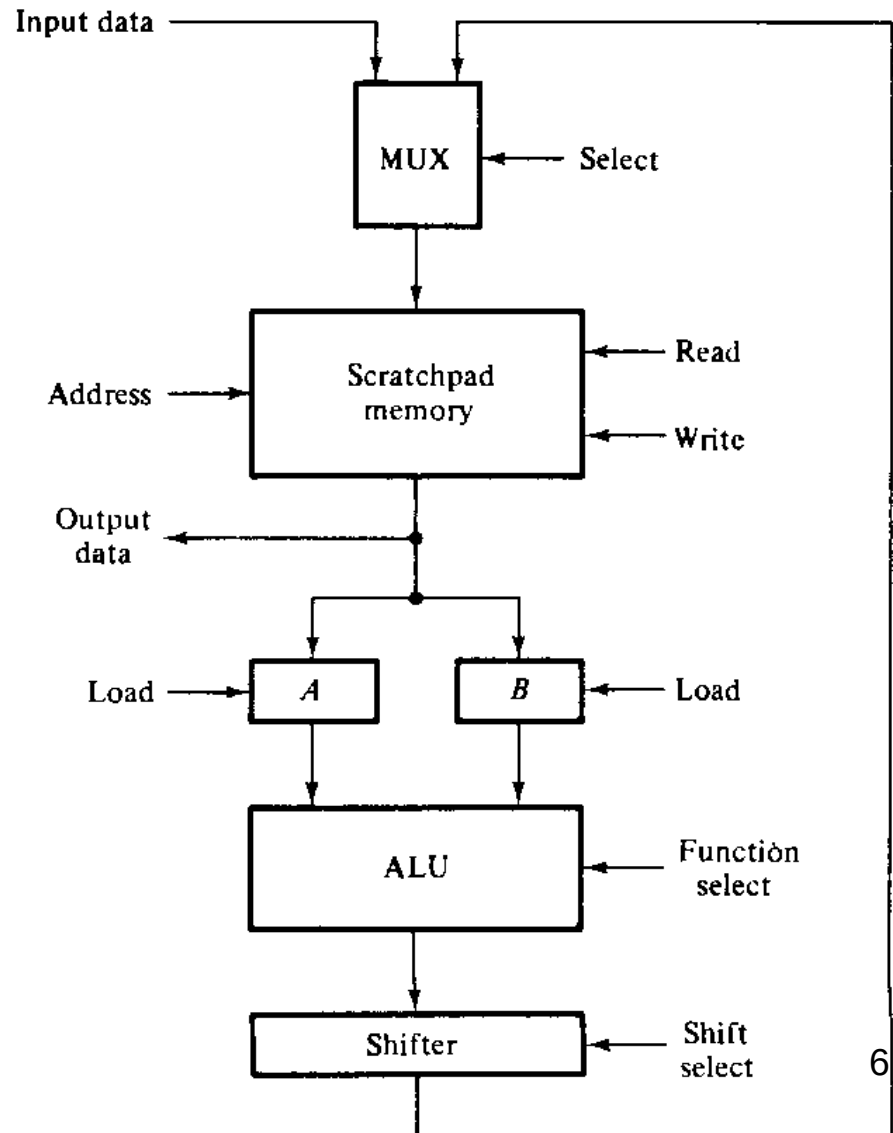 Input data
MUX
Select
Scratchpad
memory
Read
Address
Write
Output
data
Load
A
B
Load
ALU
Function
select
Shifter
Shift
select
6